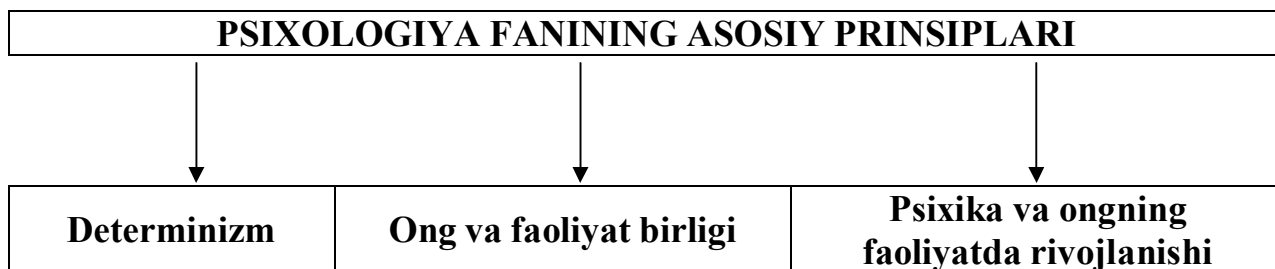 PSIXOLOGIYA FANINING ASOSIY PRINSIPLARI
Determinizm
Ong va faoliyat birligi
Psixika va ongning
faoliyatda rivojlanishi